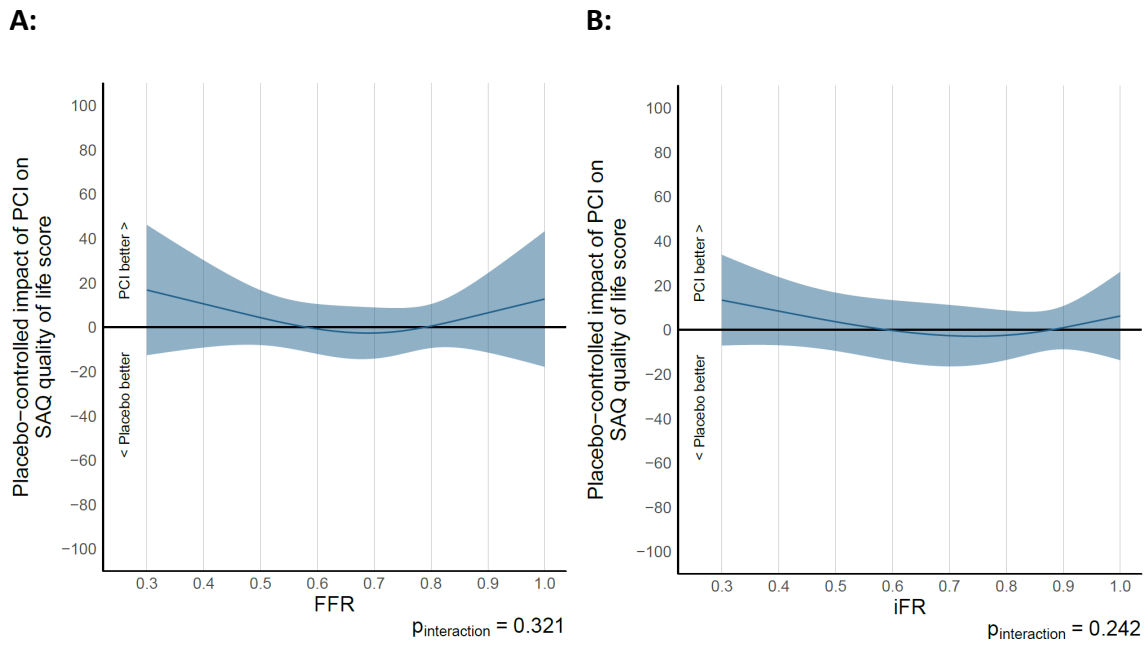 A:
Placebo−controlled impact of PCI on
SAQ quality of life score
100
80
60
40
20
0
−20
−40
−60
−80
−100
PCI better >
< Placebo better
0.3 0.4 0.5 0.6 0.7 0.8 0.9 1.0
FFR
pinteraction = 0.321
B:
Placebo−controlled impact of PCI on
SAQ quality of life score
100
80
60
40
20
0
−20
−40
−60
−80
−100
PCI better >
< Placebo better
0.3 0.4 0.5 0.6 0.7 0.8 0.9 1.0
iFR
pinteraction = 0.242